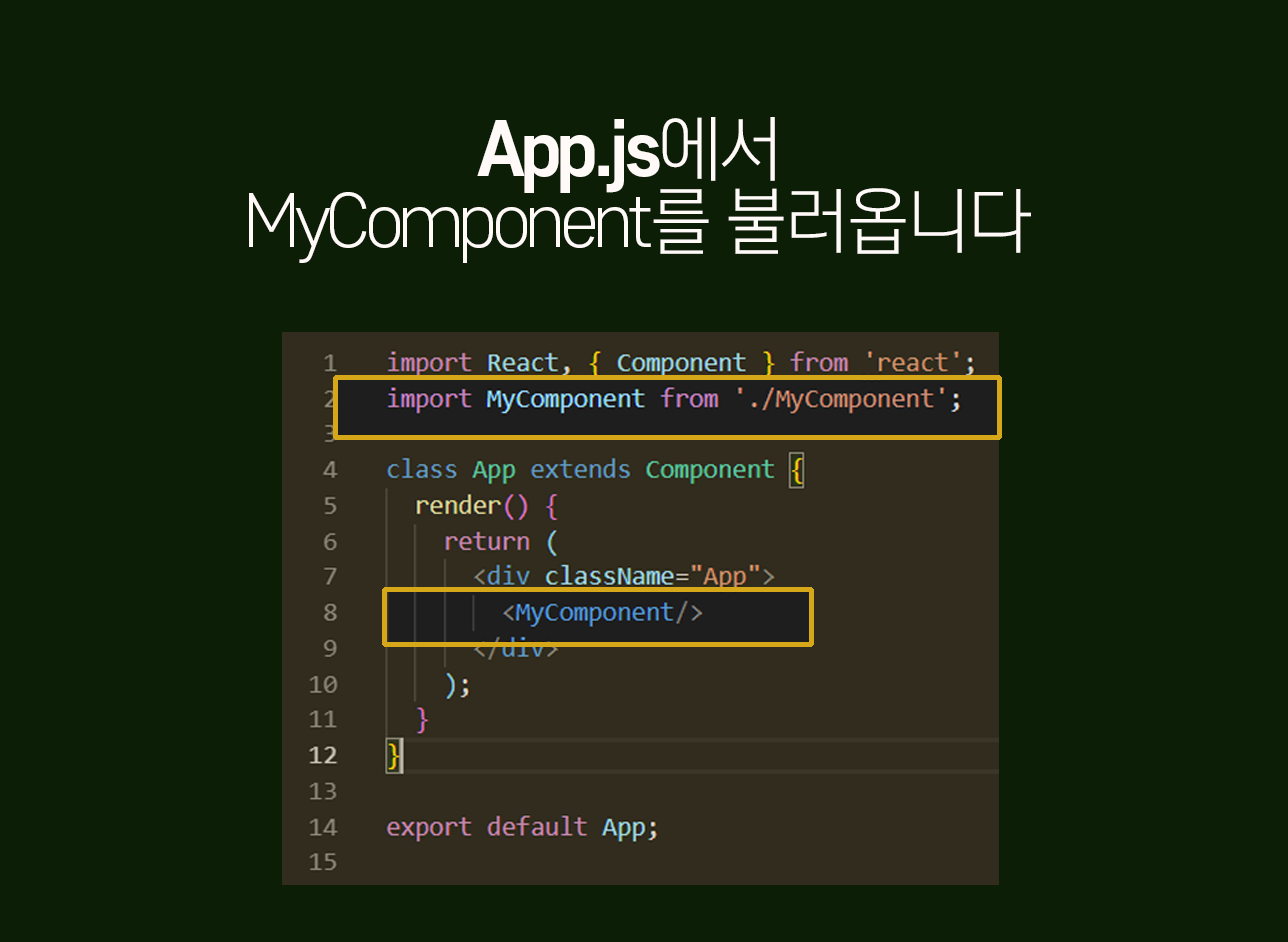 App.js에서
MyComponent를 불러옵니다
1 import React, { Component } from 'react';
2 import MyComponent from './MyComponent';
3
4 class App extends Component {
5 render() {
6 return (
7 <div className="App">
8 <MyComponent/>
9 </div>
10 );
11 }
12 }
13
14 export default App;
15